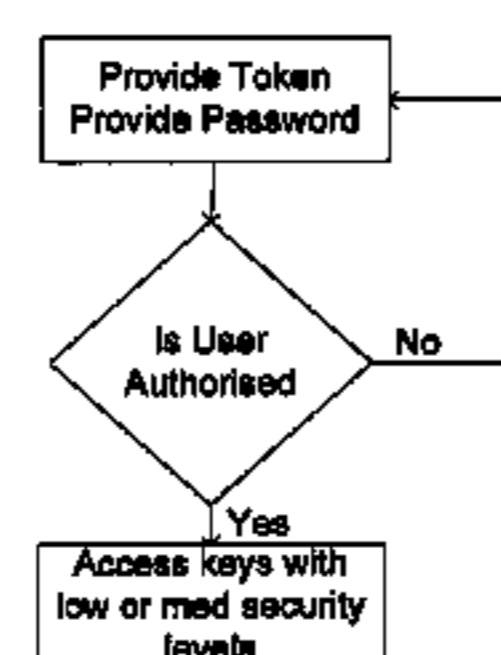 Provide Token
Provide Password
Is User
Authorised
No
Yes
Access keys with
low or med security
levels